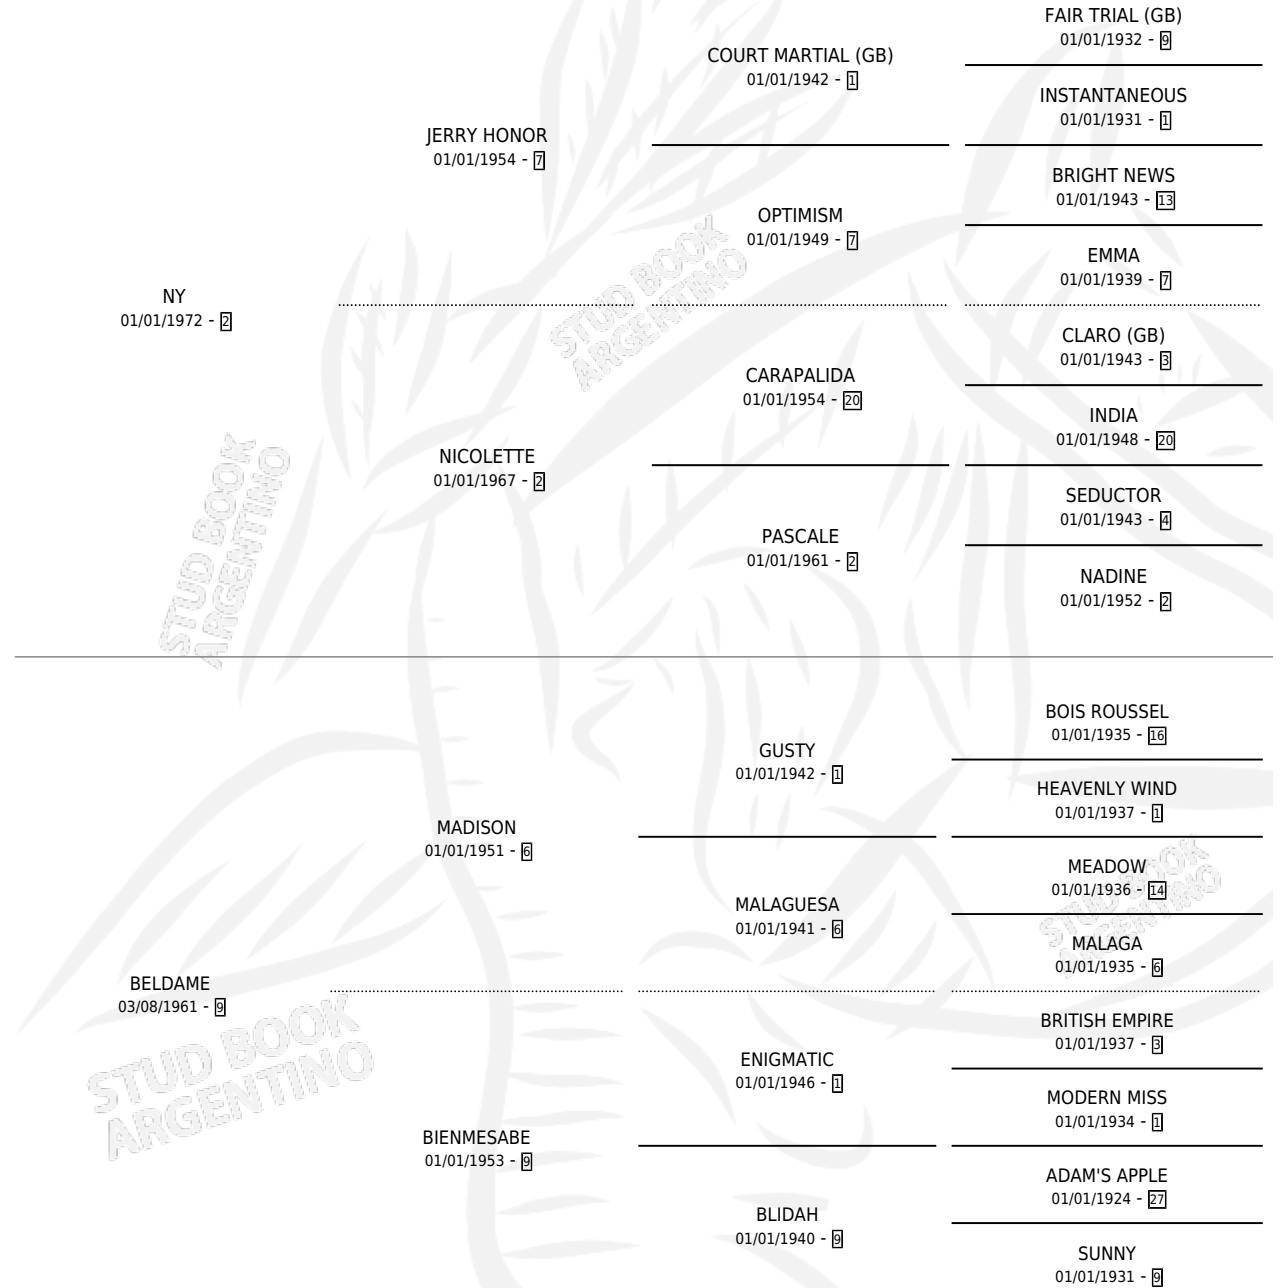 FAIR TRIAL (GB)
01/01/1932 - 9
COURT MARTIAL (GB)
01/01/1942 - 1
INSTANTANEOUS
01/01/1931 - 1
JERRY HONOR
01/01/1954 - 7
BRIGHT NEWS
01/01/1943 - 13
OPTIMISM
01/01/1949 - 7
EMMA
01/01/1939 - 7
NY
01/01/1972 - 2
CLARO (GB)
01/01/1943 - 3
CARAPALIDA
01/01/1954 - 20
INDIA
01/01/1948 - 20
NICOLETTE
01/01/1967 - 2
SEDUCTOR
01/01/1943 - 4
PASCALE
01/01/1961 - 2
NADINE
01/01/1952 - 2
STUD BOOK
ARGENTINO
STUD BOOK
ARGENTINO
BOIS ROUSSEL
01/01/1935 - 16
GUSTY
01/01/1942 - 1
HEAVENLY WIND
01/01/1937 - 1
MADISON
01/01/1951 - 6
MEADOW
01/01/1936 - 14
MALAGUESA
01/01/1941 - 6
MALAGA
01/01/1935 - 6
BELDAME
03/08/1961 - 9
BRITISH EMPIRE
01/01/1937 - 3
ENIGMATIC
01/01/1946 - 1
MODERN MISS
01/01/1934 - 1
BIENMESABE
01/01/1953 - 9
ADAM'S APPLE
01/01/1924 - 27
BLIDAH
01/01/1940 - 9
SUNNY
01/01/1931 - 9
STUD BOOK
ARGENTINO
STUD BOOK
ARGENTINO